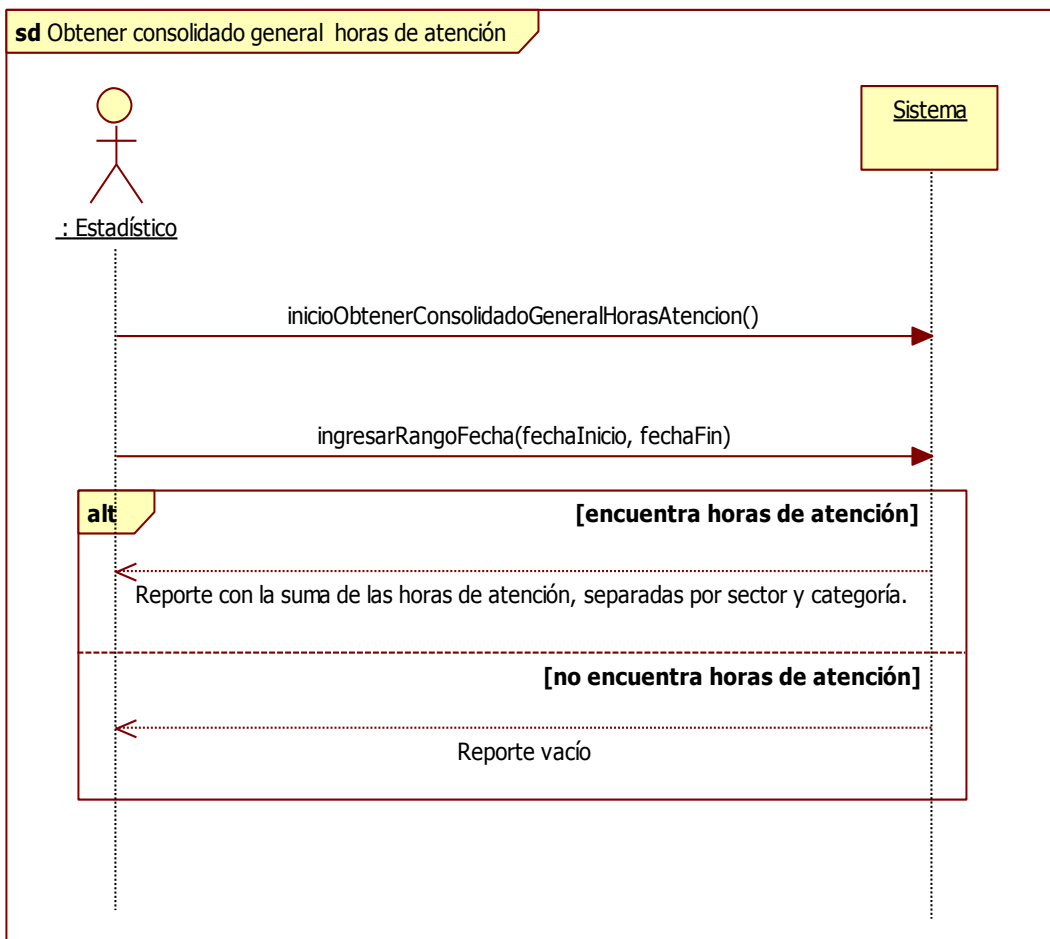 sd Obtener consolidado general horas de atención
Sistema
: Estadístico
inicioObtenerConsolidadoGeneralHorasAtencion()
ingresarRangoFecha(fechaInicio, fechaFin)
alt
[encuentra horas de atención]
Reporte con la suma de las horas de atención, separadas por sector y categoría.
[no encuentra horas de atención]
Reporte vacío